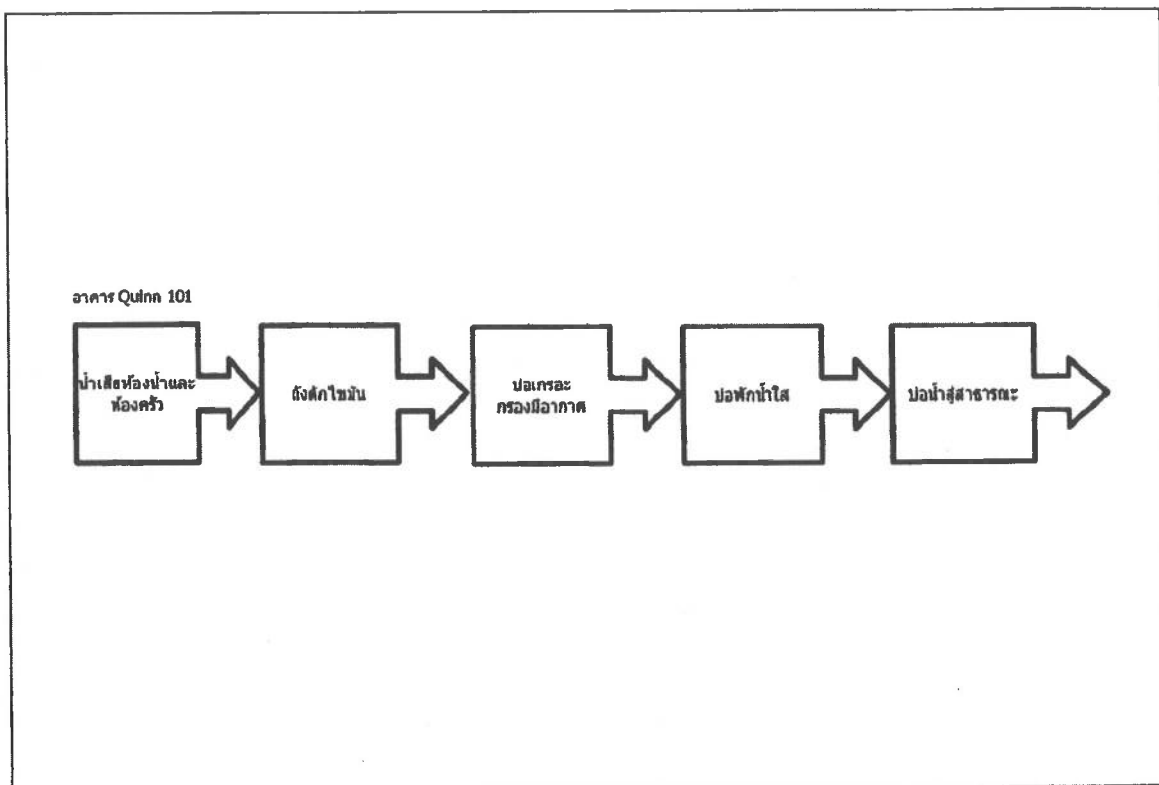 อาคาร Quinn 101
น้ำเสียห้องน้ำและ
ห้องครัว
ถังดักไขมัน
บ่อเกรอะ
กรองมีอากาศ
บ่อพักน้ำใส
บ่อน้ำสู่สาธารณะ